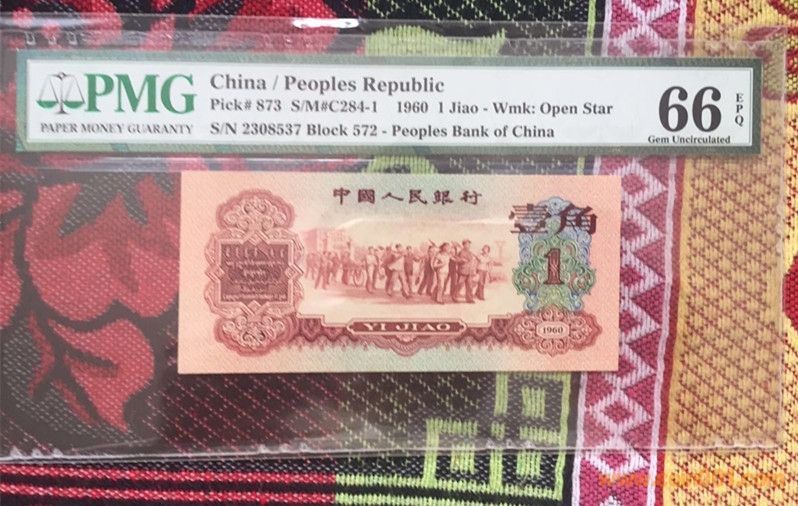 PMG
PAPER MONEY GUARANTY
China / Peoples Republic
Pick# 873 S/M#C284-1 1960 1 Jiao - Wmk: Open Star
S/N 2308537 Block 572 - Peoples Bank of China
66 EPQ
Gem Uncirculated
中國人民銀行
壹角
1
YI JIAO
1960